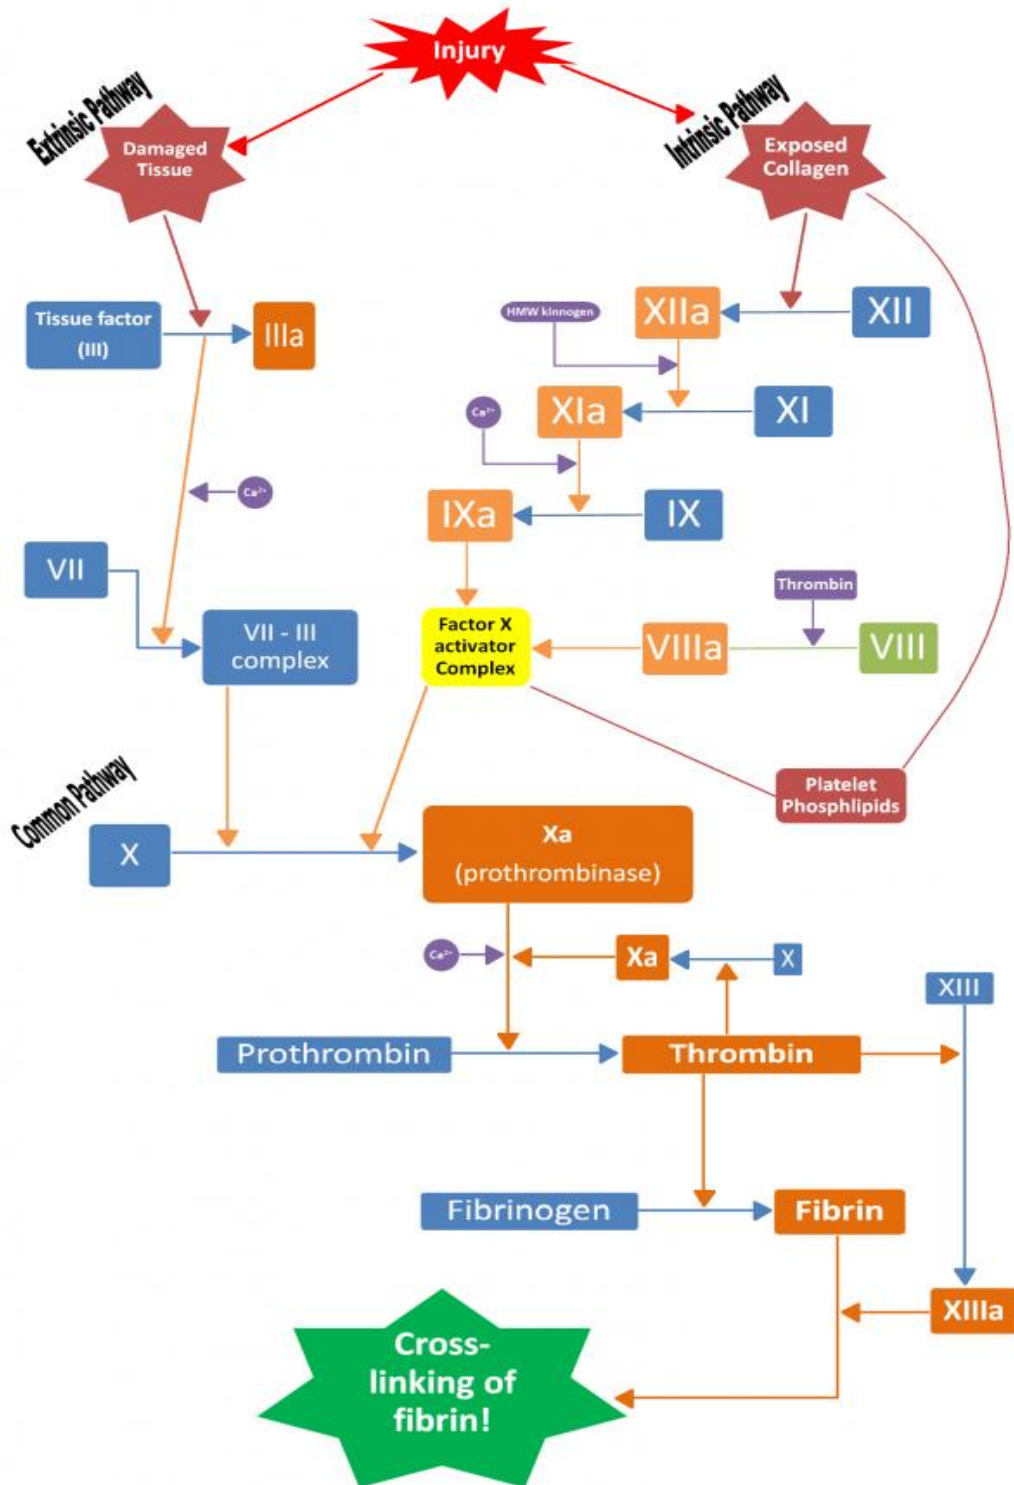 Injury
Extrinsic Pathway
Damaged
Tissue
Intrinsic Pathway
Exposed
Collagen
Tissue factor
(III)
IIIa
HMW kinnogen
XIIa
XII
Ca²⁺
XIa
XI
Ca²⁺
IXa
IX
VII
VII - III
complex
Factor X
activator
Complex
Thrombin
VIIIa
VIII
Common Pathway
Platelet
Phosphlipids
X
Xa
(prothrombinase)
Ca²⁺
Xa
X
XIII
Prothrombin
Thrombin
Fibrinogen
Fibrin
XIIIa
Cross-
linking of
fibrin!